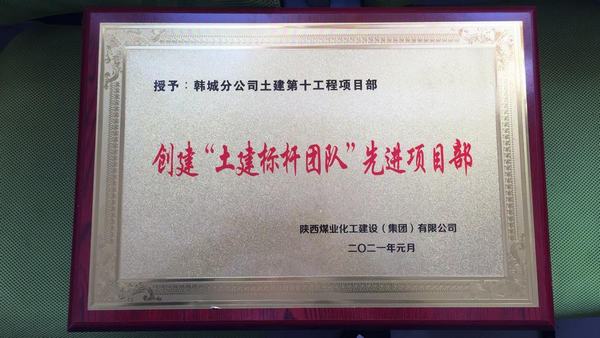 授予：韩城分公司土建第十工程项目部
创建“土建标杆团队”先进项目部
陕西煤业化工建设（集团）有限公司
二〇二一年元月